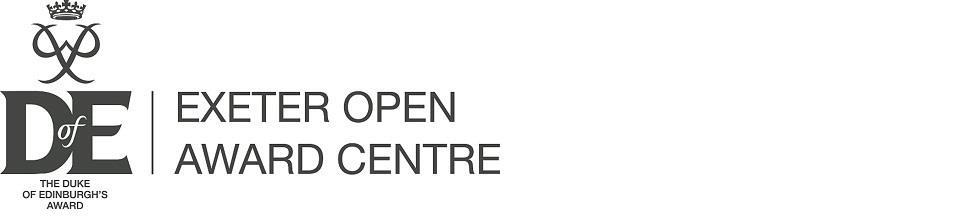 DofE
THE DUKE
OF EDINBURGH'S
AWARD
EXETER OPEN
AWARD CENTRE